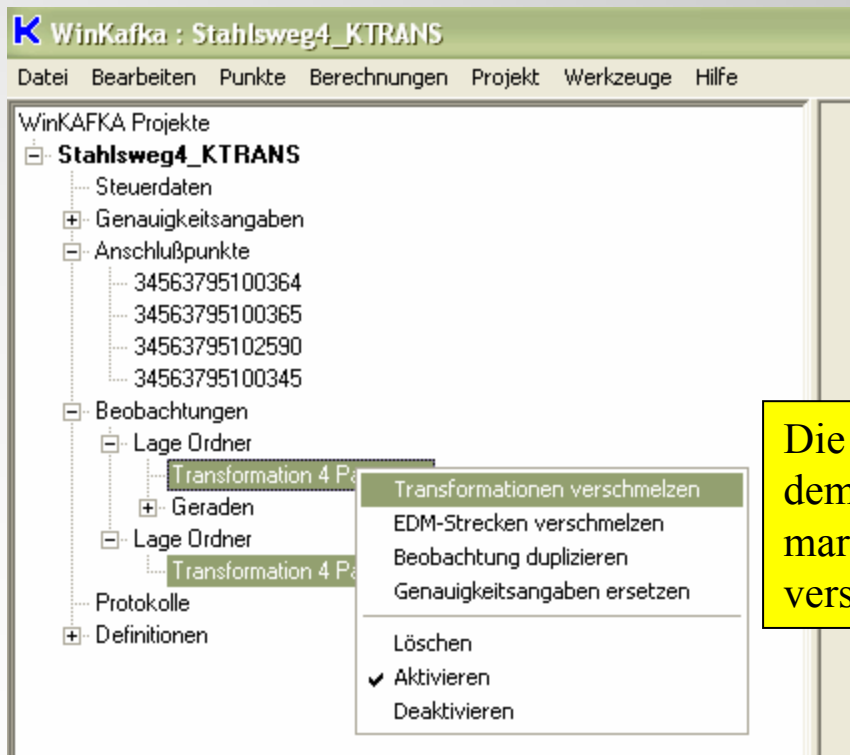 K WinKafka : Stahlsweg4_KTRANS
Datei Bearbeiten Punkte Berechnungen Projekt Werkzeuge Hilfe
WinKAFKA Projekte
Stahlsweg4_KTRANS
Steuerdaten
Genauigkeitsangaben
Anschlußpunkte
34563795100364
34563795100365
34563795102590
34563795100345
Beobachtungen
Lage Ordner
Transformation 4 Pa
Geraden
Lage Ordner
Transformation 4 Pa
Protokolle
Definitionen
Transformationen verschmelzen
EDM-Strecken verschmelzen
Beobachtung duplizieren
Genauigkeitsangaben ersetzen
Löschen
Aktivieren
Deaktivieren
Die
dem
mar
vers